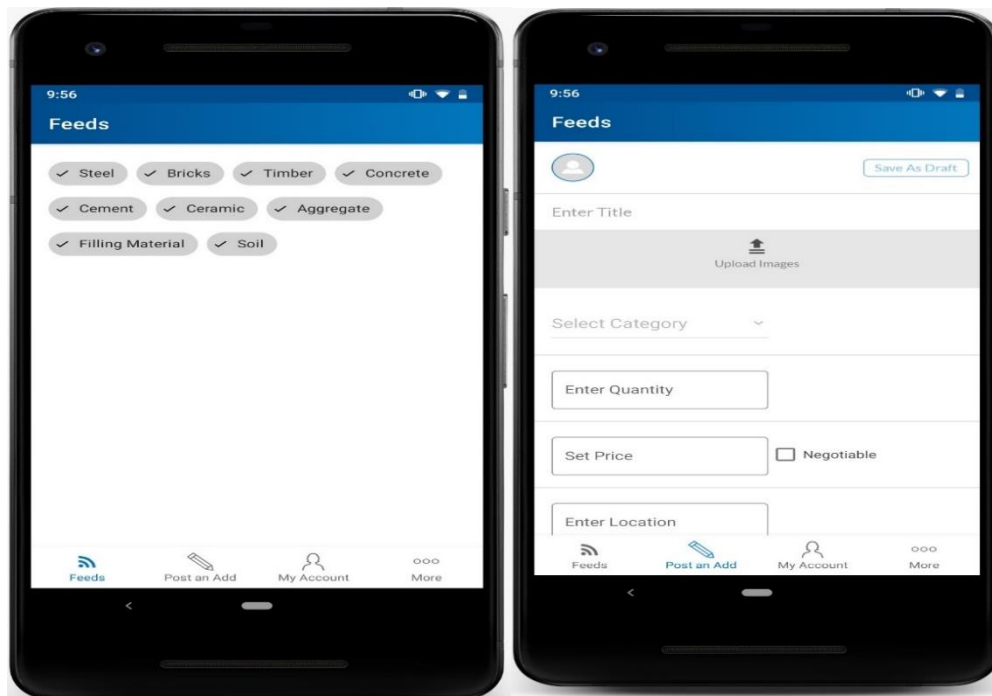 9:56
Feeds
Steel Bricks Timber Concrete
Cement Ceramic Aggregate
Filling Material Soil
Feeds Post an Add My Account More
9:56
Feeds
Save As Draft
Enter Title
Upload Images
Select Category
Enter Quantity
Set Price Negotiable
Enter Location
Feeds Post an Add My Account More